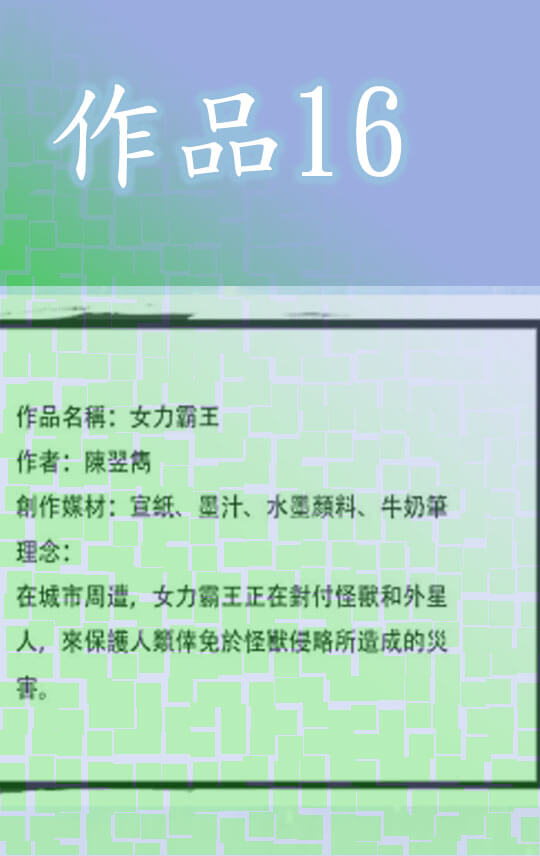 作品16
作品名稱：女力霸王
作者：陳翌雋
創作媒材：宣紙、墨汁、水墨顏料、牛奶筆
理念：
在城市周遭，女力霸王正在對付怪獸和外星
人，來保護人類倖免於怪獸侵略所造成的災
害。